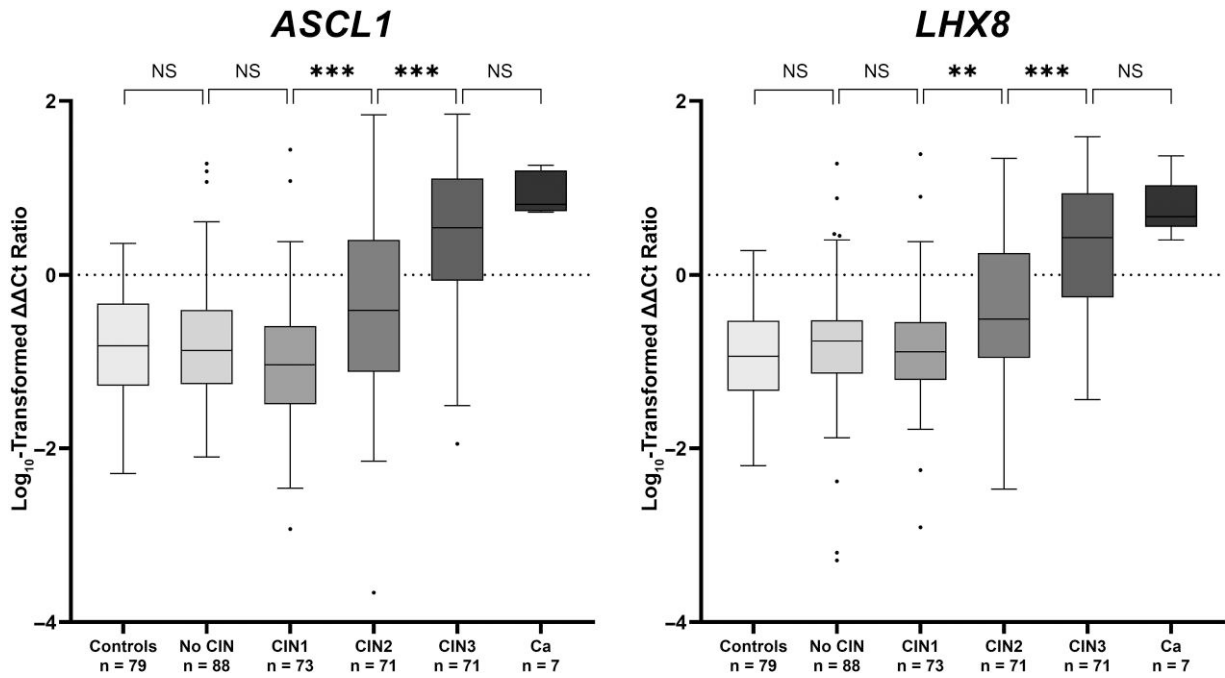 ASCL1
NS NS *** *** NS
2
0
−2
−4
Log10-Transformed ΔΔCt Ratio
Controls No CIN CIN1 CIN2 CIN3 Ca
n = 79 n = 88 n = 73 n = 71 n = 71 n = 7
LHX8
NS NS ** *** NS
2
0
−2
−4
Log10-Transformed ΔΔCt Ratio
Controls No CIN CIN1 CIN2 CIN3 Ca
n = 79 n = 88 n = 73 n = 71 n = 71 n = 7